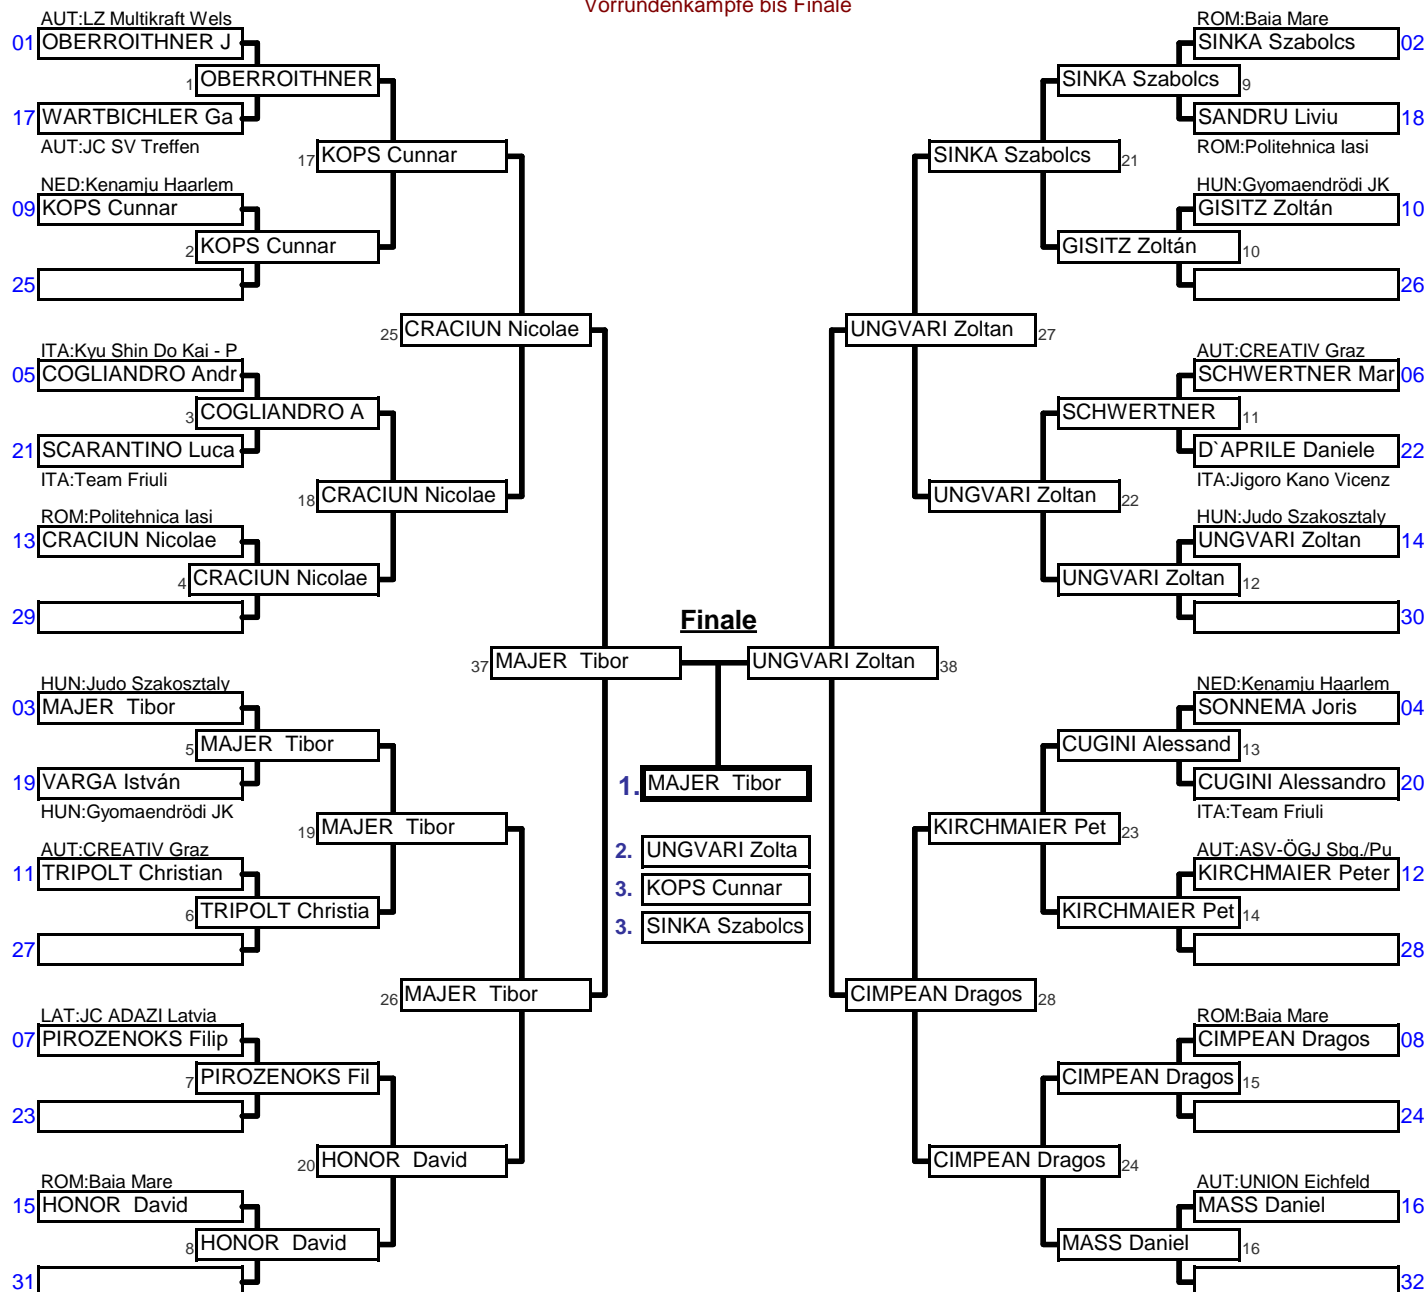 Vorrundenkämpfe bis Finale
AUT:LZ Multikraft Wels
01 OBERROITHNER J
1 OBERROITHNER
17 WARTBICHLER Ga
AUT:JC SV Treffen
17 KOPS Cunnar
NED:Kenamju Haarlem
09 KOPS Cunnar
2 KOPS Cunnar
25
25 CRACIUN Nicolae
ITA:Kyu Shin Do Kai - P
05 COGLIANDRO Andr
3 COGLIANDRO A
21 SCARANTINO Luca
ITA:Team Friuli
18 CRACIUN Nicolae
ROM:Politehnica Iasi
13 CRACIUN Nicolae
4 CRACIUN Nicolae
29
37 MAJER Tibor
HUN:Judo Szakosztaly
03 MAJER Tibor
5 MAJER Tibor
19 VARGA István
HUN:Gyomaendrödi JK
19 MAJER Tibor
AUT:CREATIV Graz
11 TRIPOLT Christian
6 TRIPOLT Christia
27
26 MAJER Tibor
LAT:JC ADAZI Latvia
07 PIROZENOKS Filip
7 PIROZENOKS Fil
23
20 HONOR David
ROM:Baia Mare
15 HONOR David
8 HONOR David
31
Finale
1. MAJER Tibor
2. UNGVARI Zolta
3. KOPS Cunnar
3. SINKA Szabolcs
ROM:Baia Mare
SINKA Szabolcs 02
SINKA Szabolcs 9
SANDRU Liviu 18
ROM:Politehnica Iasi
SINKA Szabolcs 21
HUN:Gyomaendrödi JK
GISITZ Zoltán 10
GISITZ Zoltán 10
26
UNGVARI Zoltan 27
AUT:CREATIV Graz
SCHWERTNER Mar 06
SCHWERTNER 11
D`APRILE Daniele 22
ITA:Jigoro Kano Vicenz
UNGVARI Zoltan 22
HUN:Judo Szakosztaly
UNGVARI Zoltan 14
UNGVARI Zoltan 12
30
UNGVARI Zoltan 38
NED:Kenamju Haarlem
SONNEMA Joris 04
CUGINI Alessand 13
CUGINI Alessandro 20
ITA:Team Friuli
KIRCHMAIER Pet 23
AUT:ASV-ÖGJ Sbg./Pu
KIRCHMAIER Peter 12
KIRCHMAIER Pet 14
28
CIMPEAN Dragos 28
ROM:Baia Mare
CIMPEAN Dragos 08
CIMPEAN Dragos 15
24
CIMPEAN Dragos 24
AUT:UNION Eichfeld
MASS Daniel 16
MASS Daniel 16
32